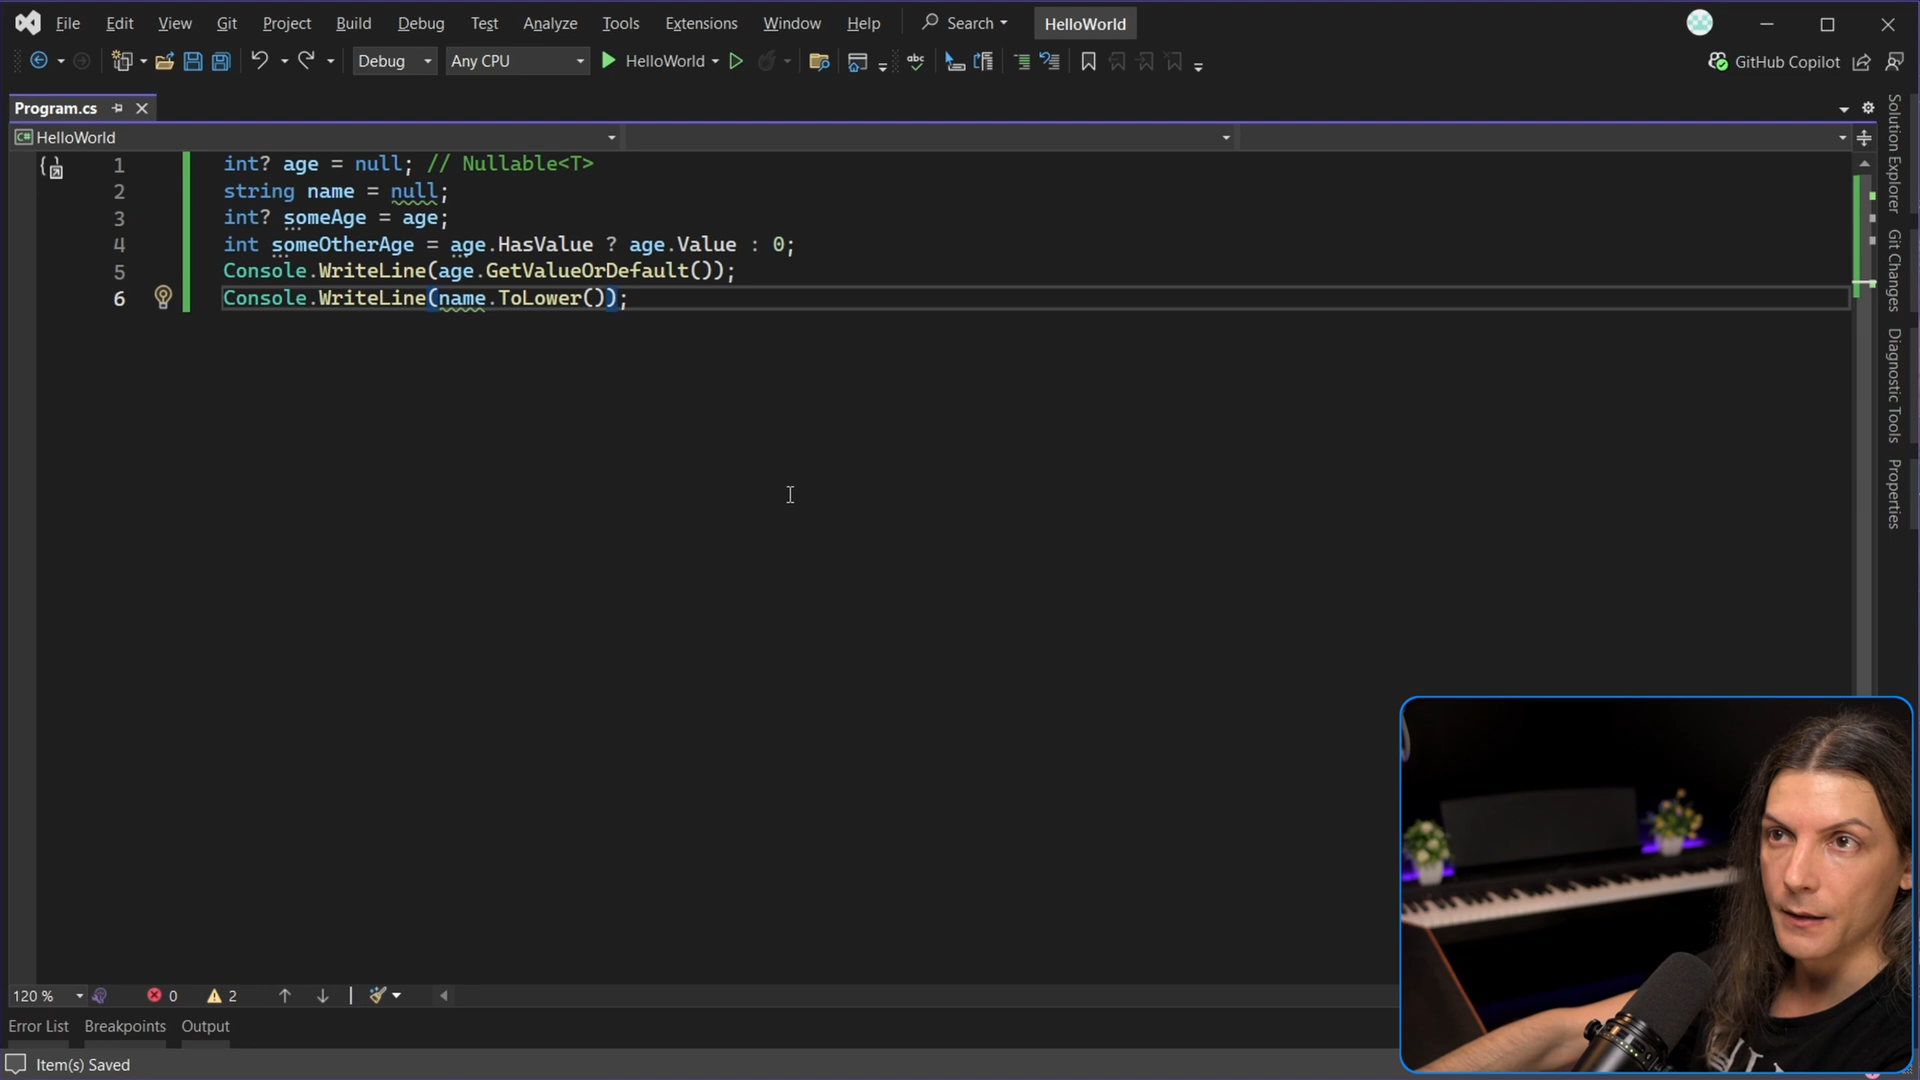 File Edit View Git Project Build Debug Test Analyze Tools Extensions Window Help Search HelloWorld
Debug Any CPU HelloWorld abc GitHub Copilot
Program.cs
C# HelloWorld
1 int? age = null; // Nullable<T>
2 string name = null;
3 int? someAge = age;
4 int someOtherAge = age.HasValue ? age.Value : 0;
5 Console.WriteLine(age.GetValueOrDefault());
6 Console.WriteLine(name.ToLower());
Solution Explorer
Git Changes
Diagnostic Tools
Properties
120 % 0 2
Error List Breakpoints Output
Item(s) Saved